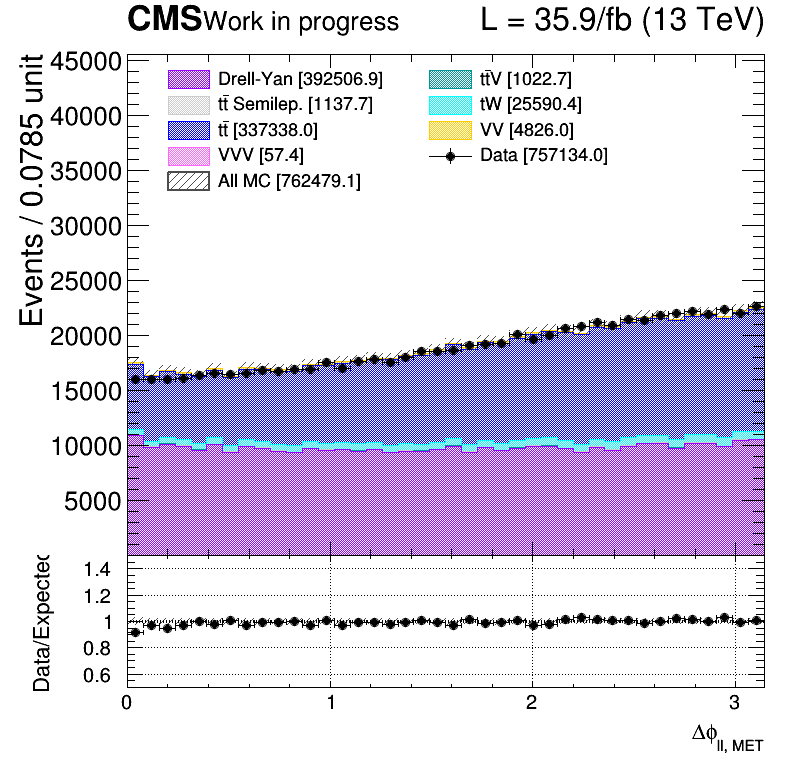 CMS Work in progress L = 35.9/fb (13 TeV)
Events / 0.0785 unit
45000
40000
35000
30000
25000
20000
15000
10000
5000
Drell-Yan [392506.9]
tt̄ Semilep. [1137.7]
tt̄ [337338.0]
VVV [57.4]
All MC [762479.1]
tt̄V [1022.7]
tW [25590.4]
VV [4826.0]
Data [757134.0]
Data/Expected
1.4
1.2
1
0.8
0.6
0 1 2 3
Δϕll, MET